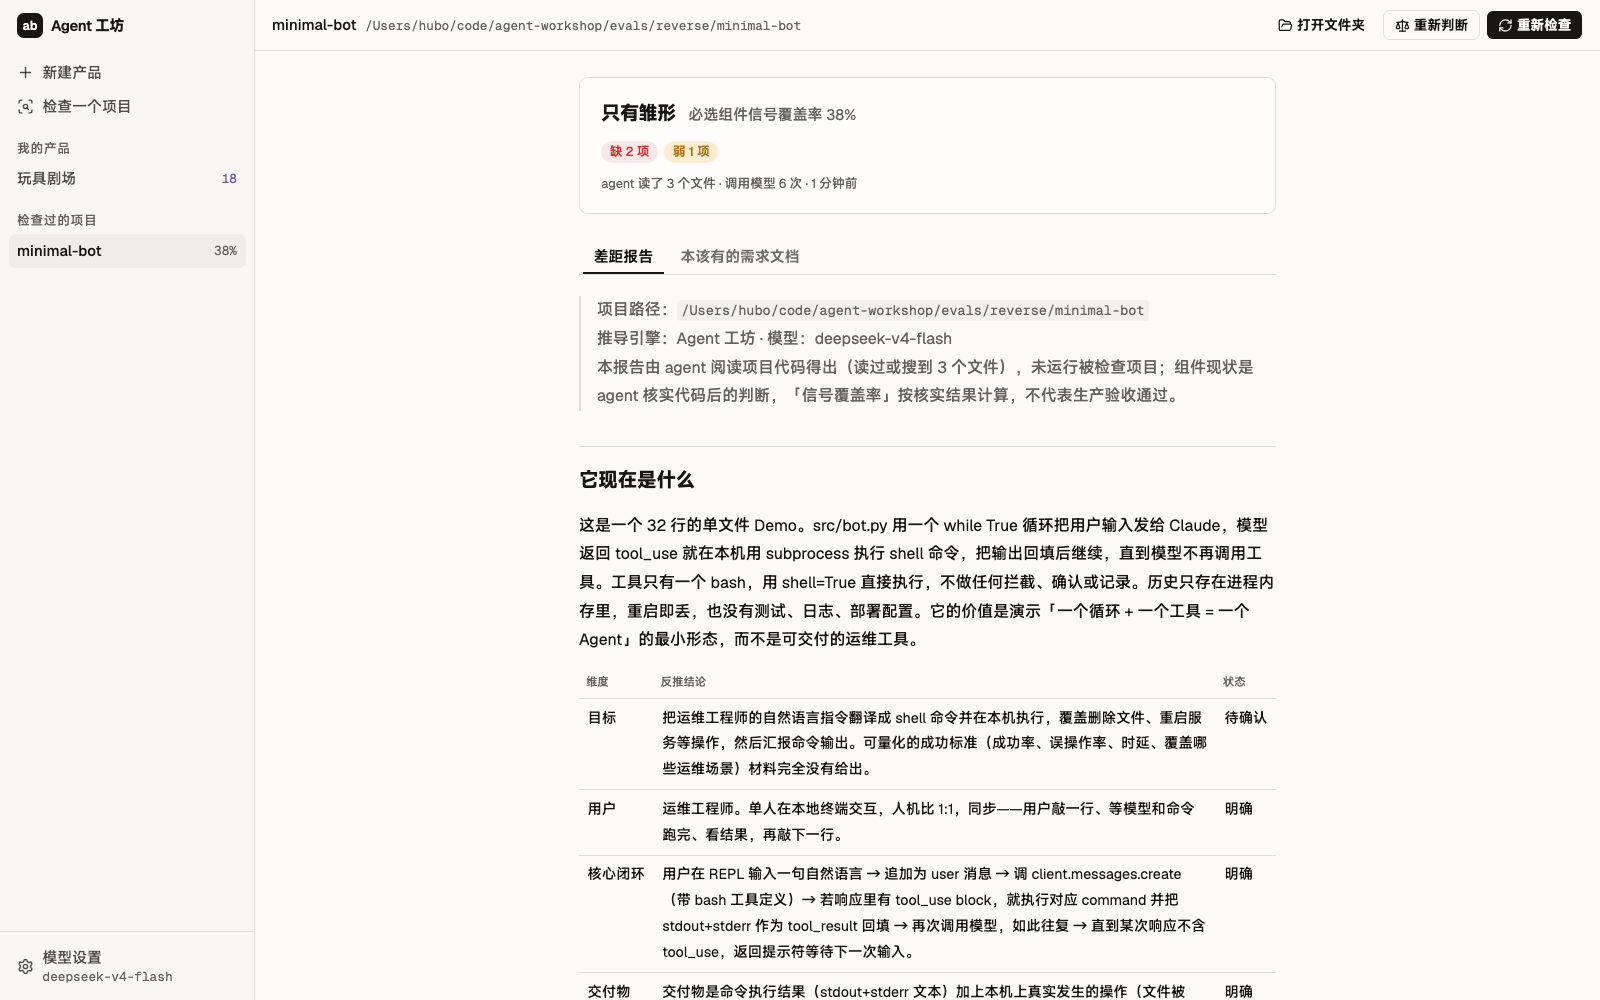 ab Agent 工坊
新建产品
检查一个项目
我的产品
玩具剧场 18
检查过的项目
minimal-bot 38%
模型设置
deepseek-v4-flash
minimal-bot /Users/hubo/code/agent-workshop/evals/reverse/minimal-bot
打开文件夹 重新判断 重新检查
只有雏形 必选组件信号覆盖率 38%
缺 2 项 弱 1 项
agent 读了 3 个文件 · 调用模型 6 次 · 1 分钟前
差距报告 本该有的需求文档
项目路径：/Users/hubo/code/agent-workshop/evals/reverse/minimal-bot
推导引擎：Agent 工坊 · 模型：deepseek-v4-flash
本报告由 agent 阅读项目代码得出（读过或搜到 3 个文件），未运行被检查项目；组件现状是
agent 核实代码后的判断，「信号覆盖率」按核实结果计算，不代表生产验收通过。
它现在是什么
这是一个 32 行的单文件 Demo。src/bot.py 用一个 while True 循环把用户输入发给 Claude，模型
返回 tool_use 就在本机用 subprocess 执行 shell 命令，把输出回填后继续，直到模型不再调用工
具。工具只有一个 bash，用 shell=True 直接执行，不做任何拦截、确认或记录。历史只存在进程内
存里，重启即丢，也没有测试、日志、部署配置。它的价值是演示「一个循环 + 一个工具 = 一个
Agent」的最小形态，而不是可交付的运维工具。
维度 反推结论 状态
目标 把运维工程师的自然语言指令翻译成 shell 命令并在本机执行，覆盖删除文件、重启服 待确认
务等操作，然后汇报命令输出。可量化的成功标准（成功率、误操作率、时延、覆盖哪
些运维场景）材料完全没有给出。
用户 运维工程师。单人在本地终端交互，人机比 1:1，同步——用户敲一行、等模型和命令 明确
跑完、看结果，再敲下一行。
核心闭环 用户在 REPL 输入一句自然语言 → 追加为 user 消息 → 调 client.messages.create 明确
（带 bash 工具定义）→ 若响应里有 tool_use block，就执行对应 command 并把
stdout+stderr 作为 tool_result 回填 → 再次调用模型，如此往复 → 直到某次响应不含
tool_use，返回提示符等待下一次输入。
交付物 交付物是命令执行结果（stdout+stderr 文本）加上本机上真实发生的操作（文件被 明确